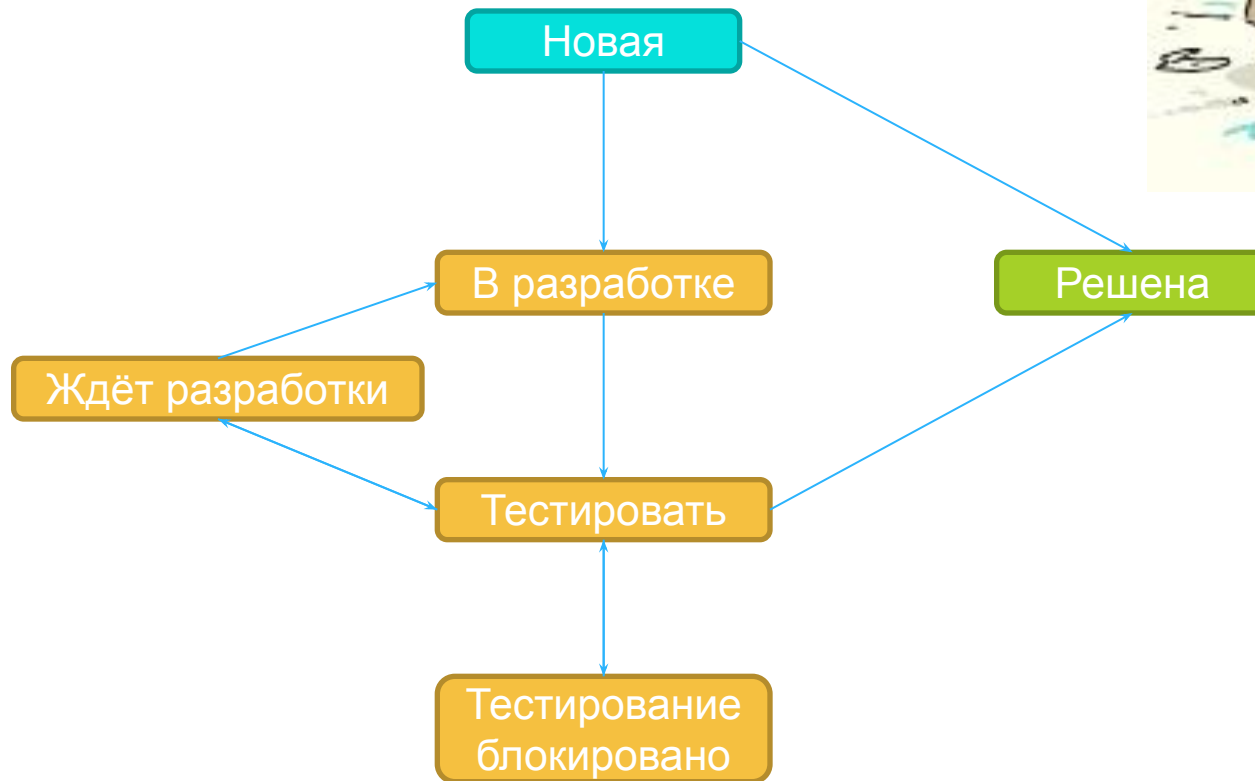 Новая
В разработке
Решена
Ждёт разработки
Тестировать
Тестирование
блокировано